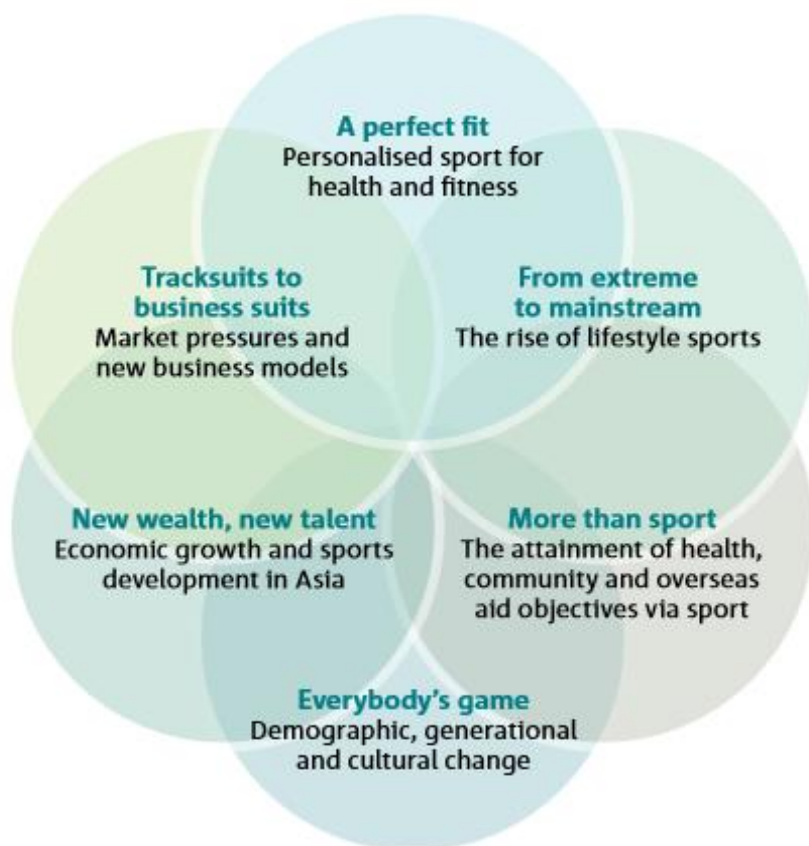 A perfect fit
Personalised sport for
health and fitness
Tracksuits to
business suits
Market pressures and
new business models
From extreme
to mainstream
The rise of lifestyle sports
New wealth, new talent
Economic growth and sports
development in Asia
More than sport
The attainment of health,
community and overseas
aid objectives via sport
Everybody's game
Demographic, generational
and cultural change